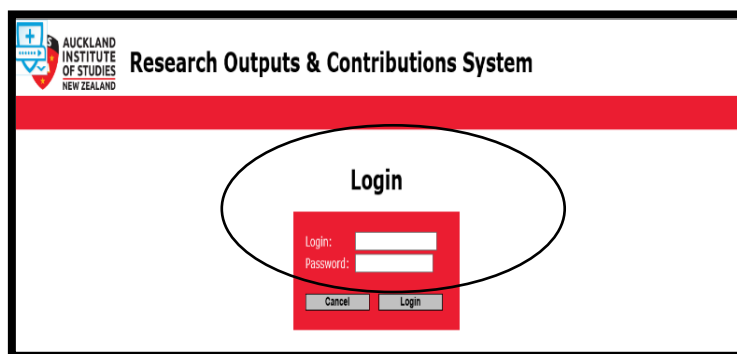 AUCKLAND
INSTITUTE
OF STUDIES
NEW ZEALAND
Research Outputs & Contributions System
Login
Login:
Password:
Cancel Login